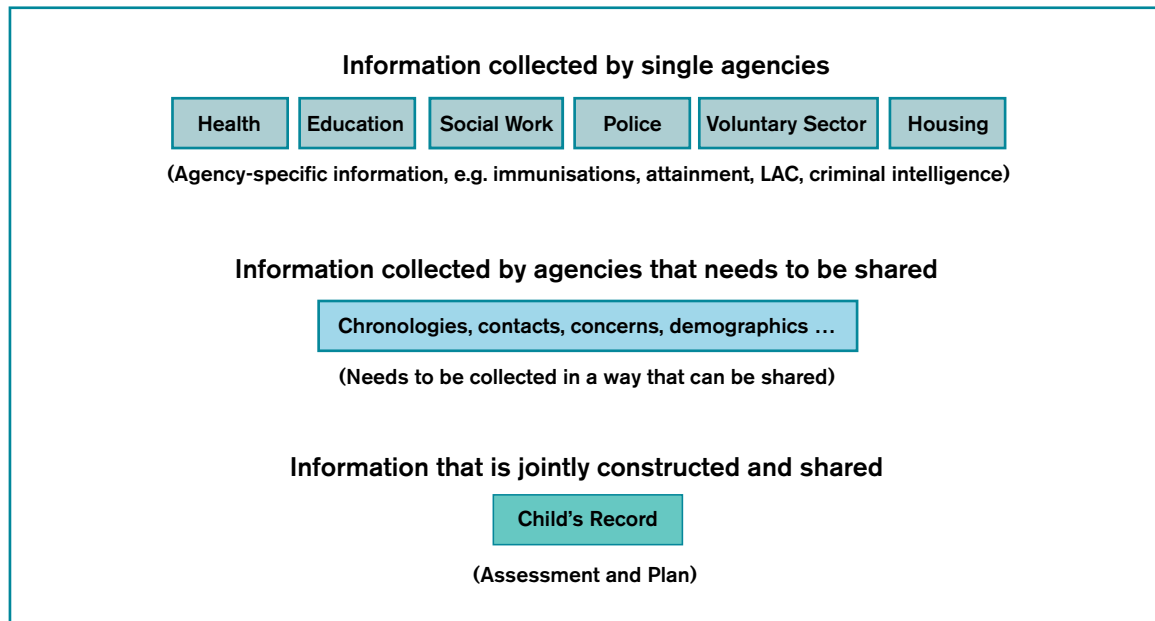 Information collected by single agencies
Health Education Social Work Police Voluntary Sector Housing
(Agency-specific information, e.g. immunisations, attainment, LAC, criminal intelligence)
Information collected by agencies that needs to be shared
Chronologies, contacts, concerns, demographics …
(Needs to be collected in a way that can be shared)
Information that is jointly constructed and shared
Child’s Record
(Assessment and Plan)